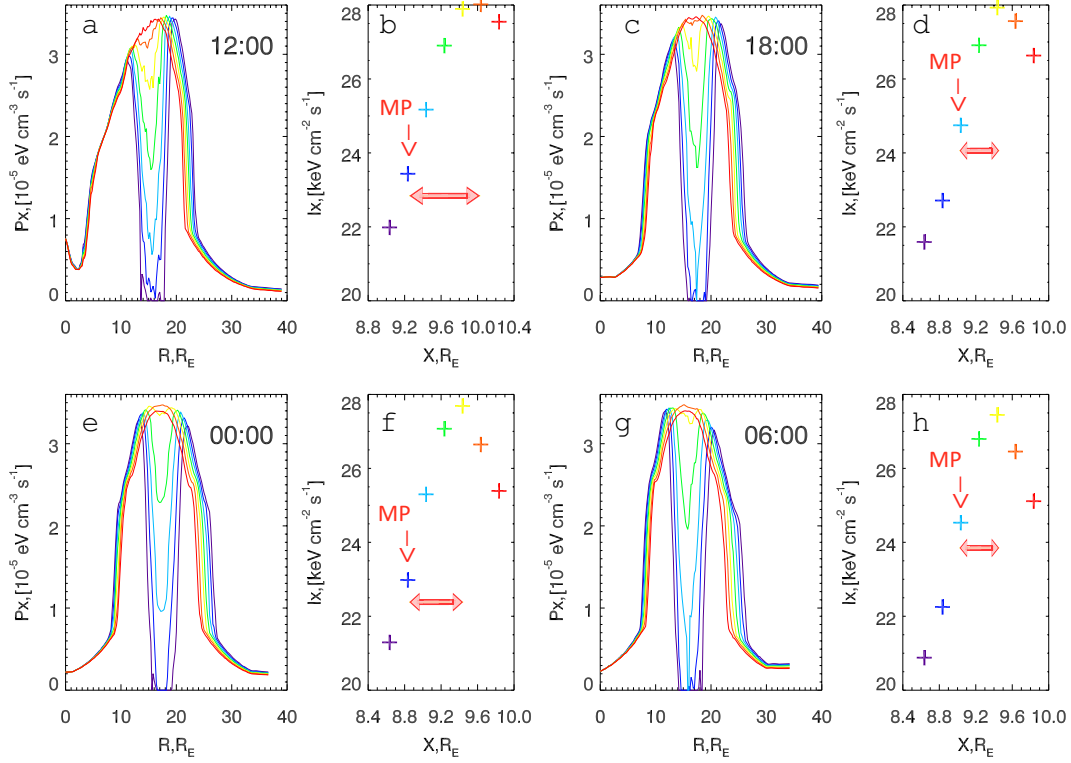 a
12:00
Px,[10⁻⁵ eV cm⁻³ s⁻¹]
3
2
1
0
0 10 20 30 40
R,R_E
b
MP
Ix,[keV cm⁻² s⁻¹]
28
26
24
22
20
8.8 9.2 9.6 10.0 10.4
X,R_E
c
18:00
Px,[10⁻⁵ eV cm⁻³ s⁻¹]
3
2
1
0
0 10 20 30 40
R,R_E
d
MP
Ix,[keV cm⁻² s⁻¹]
28
26
24
22
20
8.4 8.8 9.2 9.6 10.0
X,R_E
e
00:00
Px,[10⁻⁵ eV cm⁻³ s⁻¹]
3
2
1
0
0 10 20 30 40
R,R_E
f
MP
Ix,[keV cm⁻² s⁻¹]
28
26
24
22
20
8.4 8.8 9.2 9.6 10.0
X,R_E
g
06:00
Px,[10⁻⁵ eV cm⁻³ s⁻¹]
3
2
1
0
0 10 20 30 40
R,R_E
h
MP
Ix,[keV cm⁻² s⁻¹]
28
26
24
22
20
8.4 8.8 9.2 9.6 10.0
X,R_E